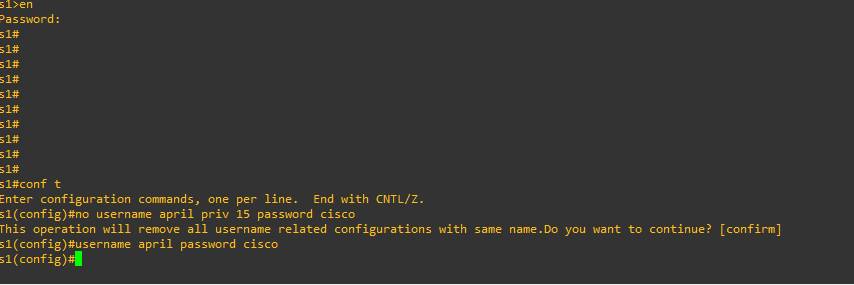 s1>en
Password:
s1#
s1#
s1#
s1#
s1#
s1#
s1#
s1#
s1#
s1#
s1#conf t
Enter configuration commands, one per line.  End with CNTL/Z.
s1(config)#no username april priv 15 password cisco
This operation will remove all username related configurations with same name.Do you want to continue? [confirm]
s1(config)#username april password cisco
s1(config)#